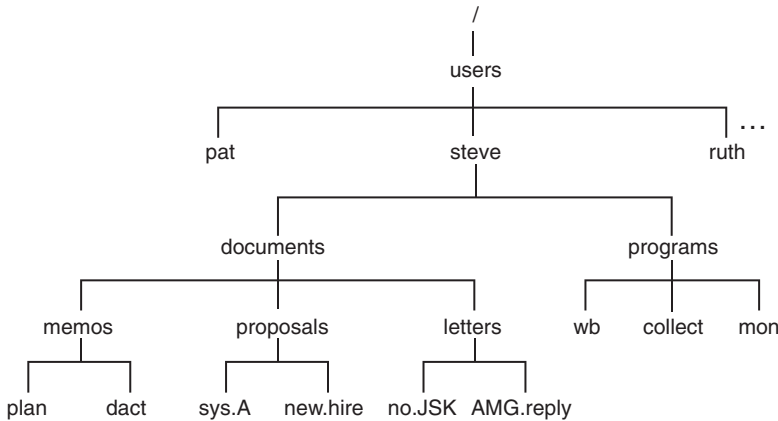 /
users
...
pat steve ruth
documents programs
memos proposals letters wb collect mon
plan dact sys.A new.hire no.JSK AMG.reply